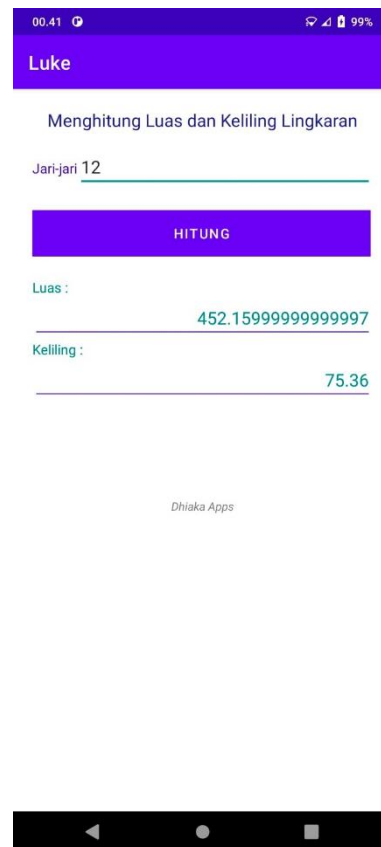 00.41 99%
Luke
Menghitung Luas dan Keliling Lingkaran
Jari-jari 12
HITUNG
Luas :
452.15999999999997
Keliling :
75.36
Dhiaka Apps